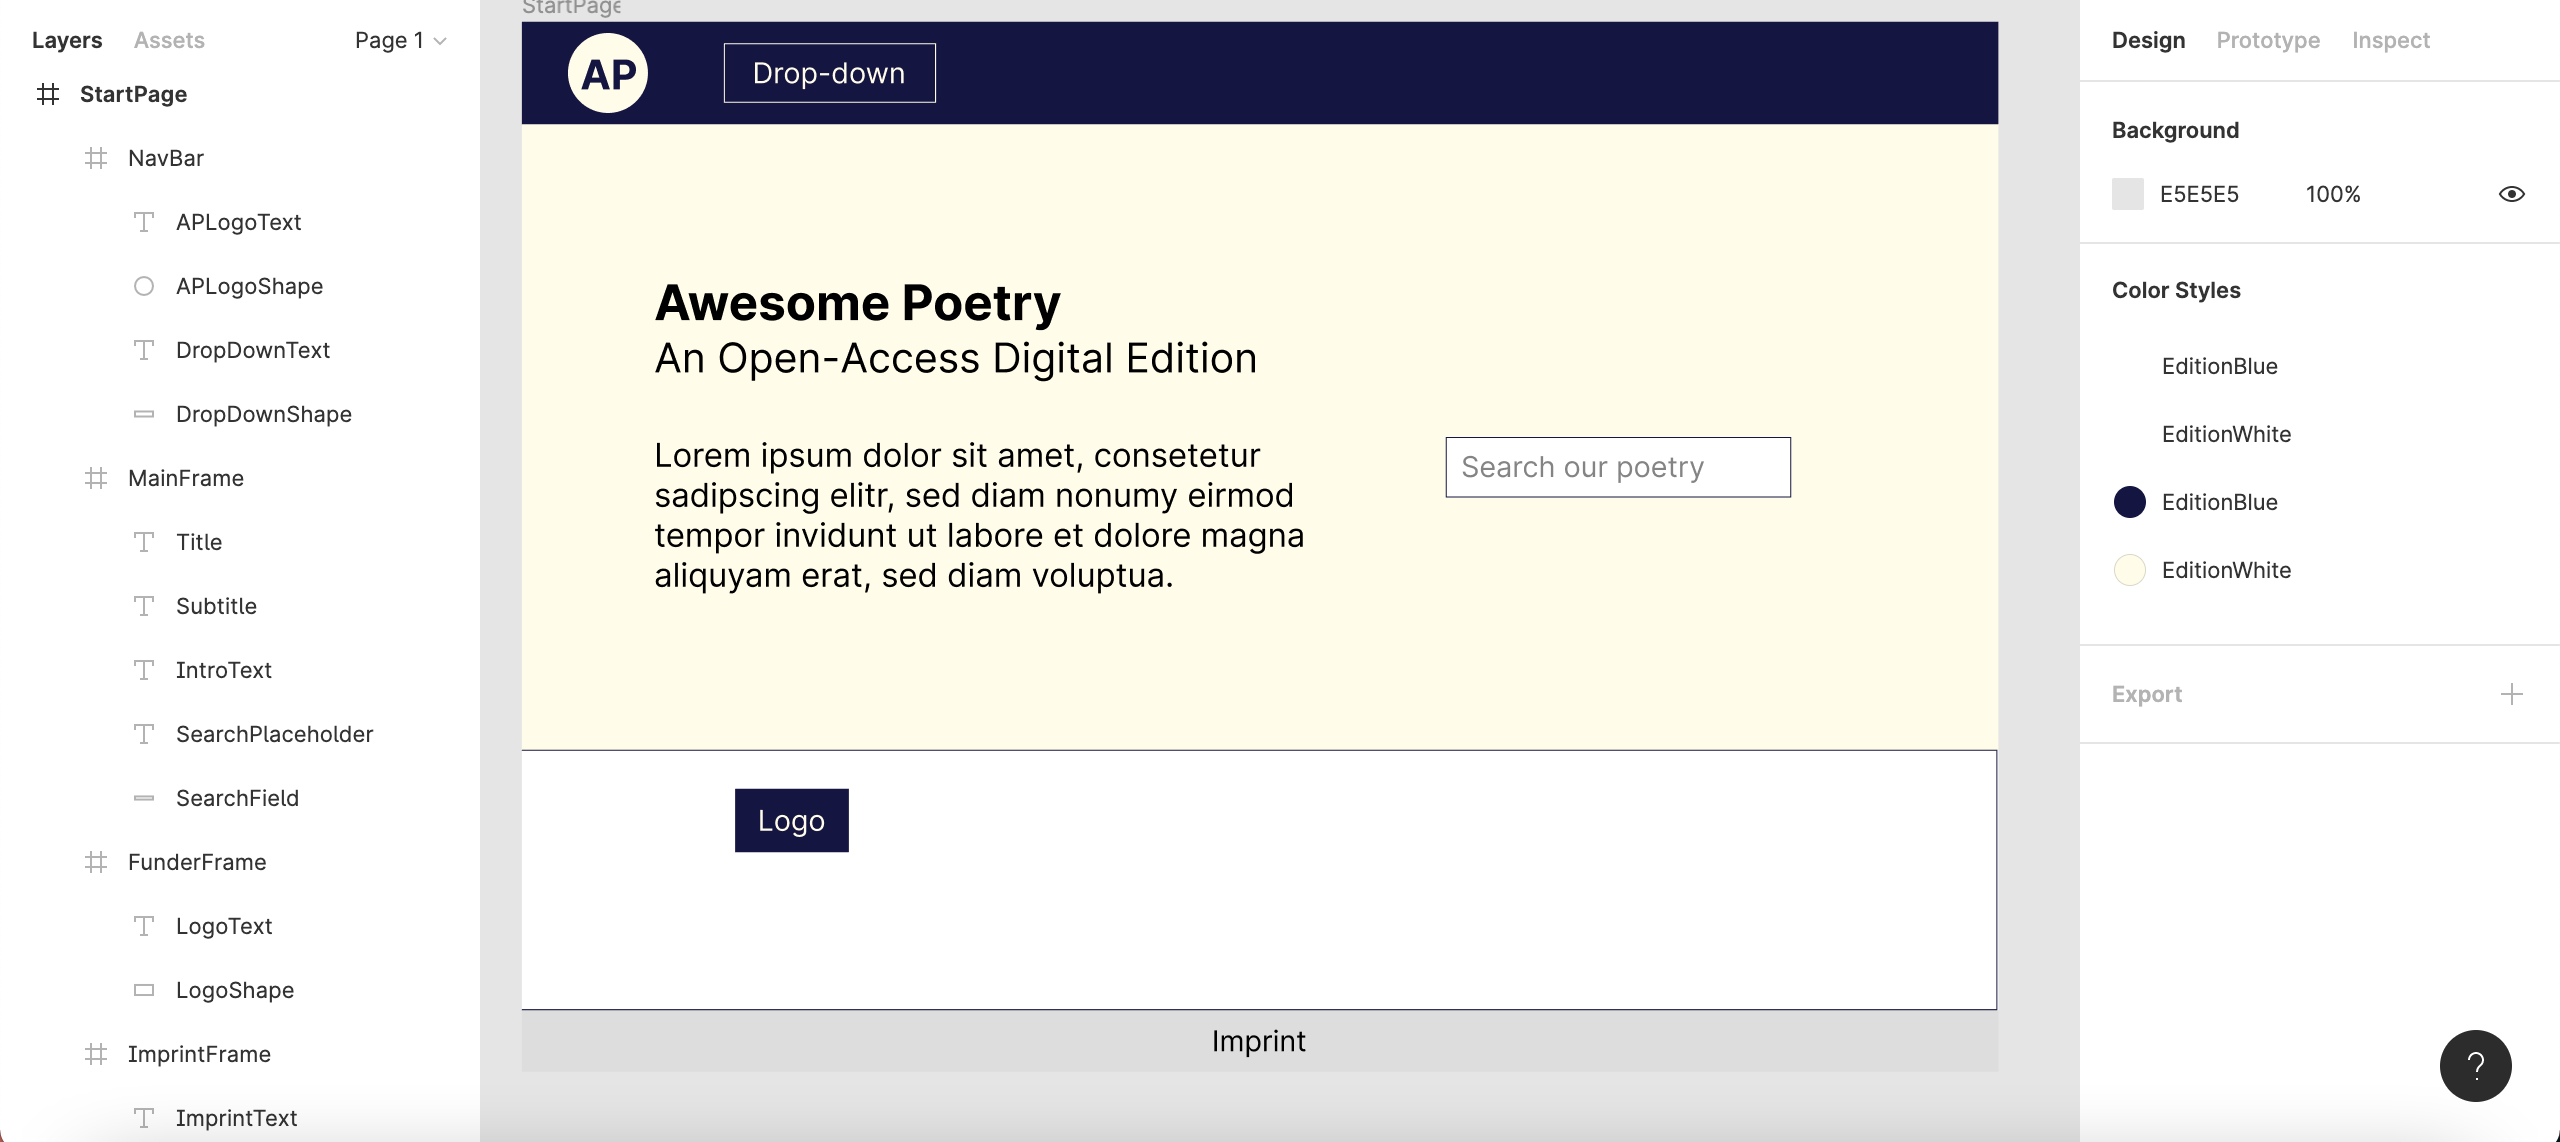 Layers Assets Page 1
StartPage
NavBar
APLogoText
APLogoShape
DropDownText
DropDownShape
MainFrame
Title
Subtitle
IntroText
SearchPlaceholder
SearchField
FunderFrame
LogoText
LogoShape
ImprintFrame
ImprintText
StartPage
AP Drop-down
Awesome Poetry
An Open-Access Digital Edition
Lorem ipsum dolor sit amet, consetetur
sadipscing elitr, sed diam nonumy eirmod
tempor invidunt ut labore et dolore magna
aliquyam erat, sed diam voluptua.
Search our poetry
Logo
Imprint
Design Prototype Inspect
Background
E5E5E5 100%
Color Styles
EditionBlue
EditionWhite
EditionBlue
EditionWhite
Export
?